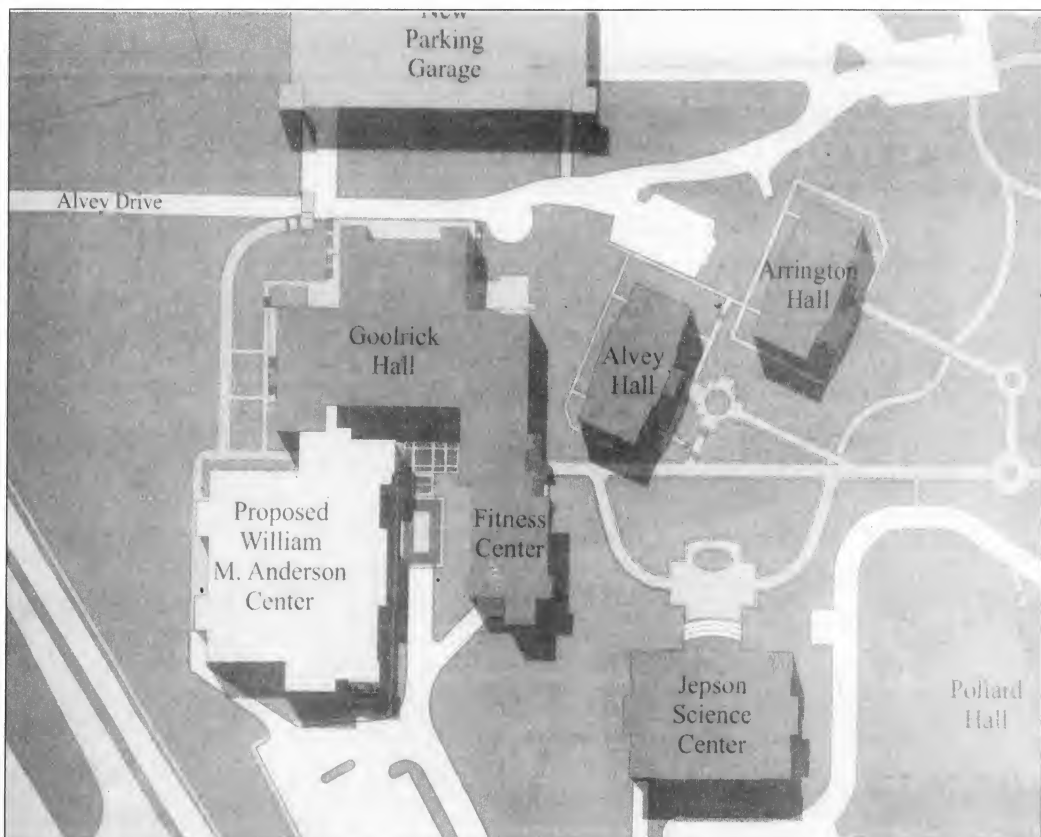 New
Parking
Garage
Alvey Drive
Arrington
Hall
Goolrick
Hall
Alvey
Hall
Proposed
William
M. Anderson
Center
Fitness
Center
Jepson
Science
Center
Pollard
Hall